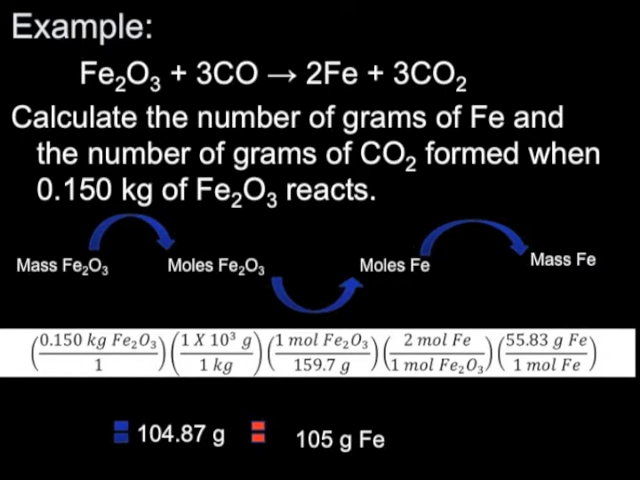 Example:
Fe₂O₃ + 3CO → 2Fe + 3CO₂
Calculate the number of grams of Fe and
the number of grams of CO₂ formed when
0.150 kg of Fe₂O₃ reacts.
Mass Fe₂O₃ Moles Fe₂O₃ Moles Fe Mass Fe
(0.150 kg Fe₂O₃ / 1) (1 X 10³ g / 1 kg) (1 mol Fe₂O₃ / 159.7 g) (2 mol Fe / 1 mol Fe₂O₃) (55.83 g Fe / 1 mol Fe)
= 104.87 g = 105 g Fe